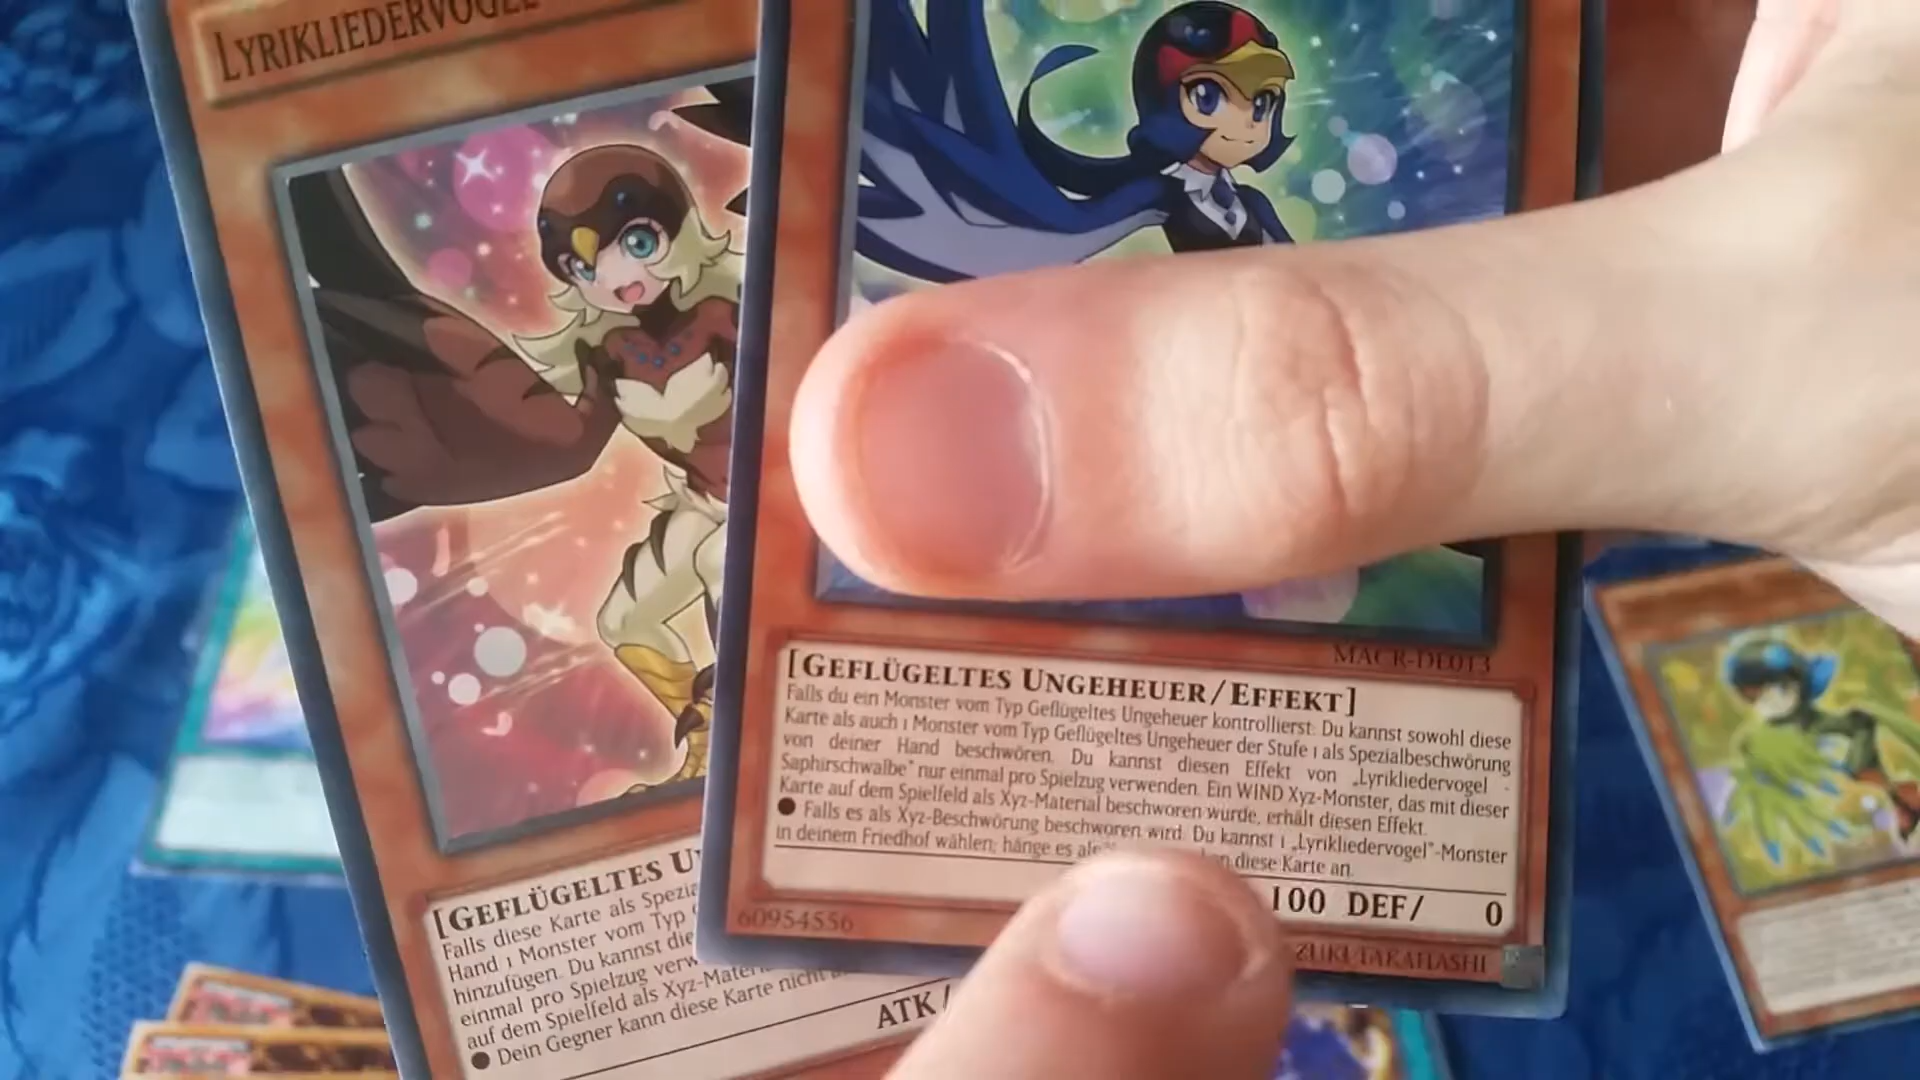 LYRIKLIEDERVOGEL
MACR-DE013
[GEFLÜGELTES UNGEHEUER/EFFEKT]
Falls du ein Monster vom Typ Geflügeltes Ungeheuer kontrollierst: Du kannst sowohl diese
Karte als auch 1 Monster vom Typ Geflügeltes Ungeheuer der Stufe 1 als Spezialbeschwörung
von deiner Hand beschwören. Du kannst diesen Effekt von „Lyrikliedervogel -
Saphirschwalbe" nur einmal pro Spielzug verwenden. Ein WIND Xyz-Monster, das mit dieser
Karte auf dem Spielfeld als Xyz-Material beschworen wurde, erhält diesen Effekt.
● Falls es als Xyz-Beschwörung beschworen wird: Du kannst 1 „Lyrikliedervogel"-Monster
in deinem Friedhof wählen; hänge es als diese Karte an.
100 DEF/ 0
60954556
ZUKI TAKAHASHI
[GEFLÜGELTES
Falls diese Karte als
Hand 1 Monster vom Typ
hinzufügen. Du kannst
einmal pro Spielzug
auf dem Spielfeld als
● Dein Gegner kann diese Karte nicht
ATK/